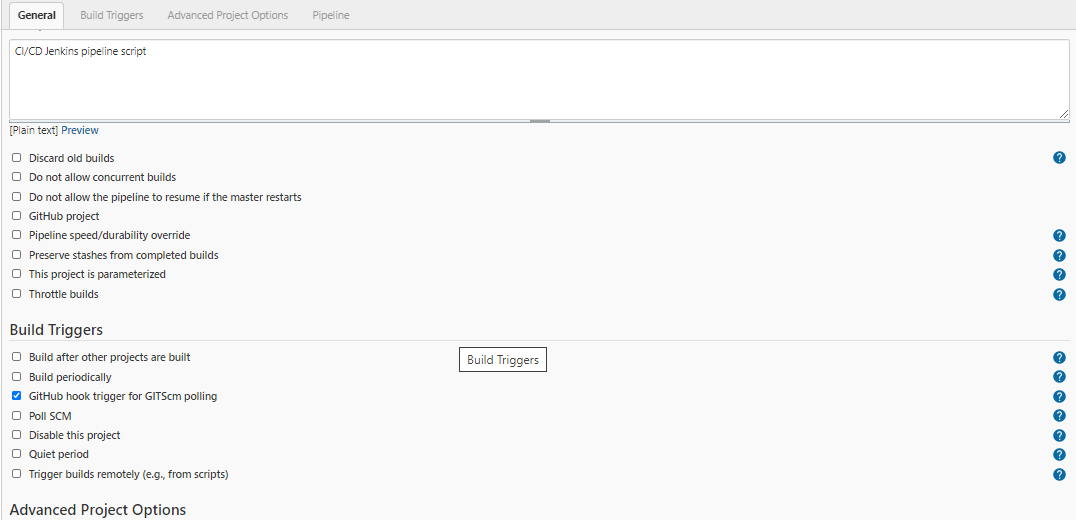 General Build Triggers Advanced Project Options Pipeline
CI/CD Jenkins pipeline script
[Plain text] Preview
Discard old builds
Do not allow concurrent builds
Do not allow the pipeline to resume if the master restarts
GitHub project
Pipeline speed/durability override
Preserve stashes from completed builds
This project is parameterized
Throttle builds
Build Triggers
Build after other projects are built
Build Triggers
Build periodically
GitHub hook trigger for GITScm polling
Poll SCM
Disable this project
Quiet period
Trigger builds remotely (e.g., from scripts)
Advanced Project Options